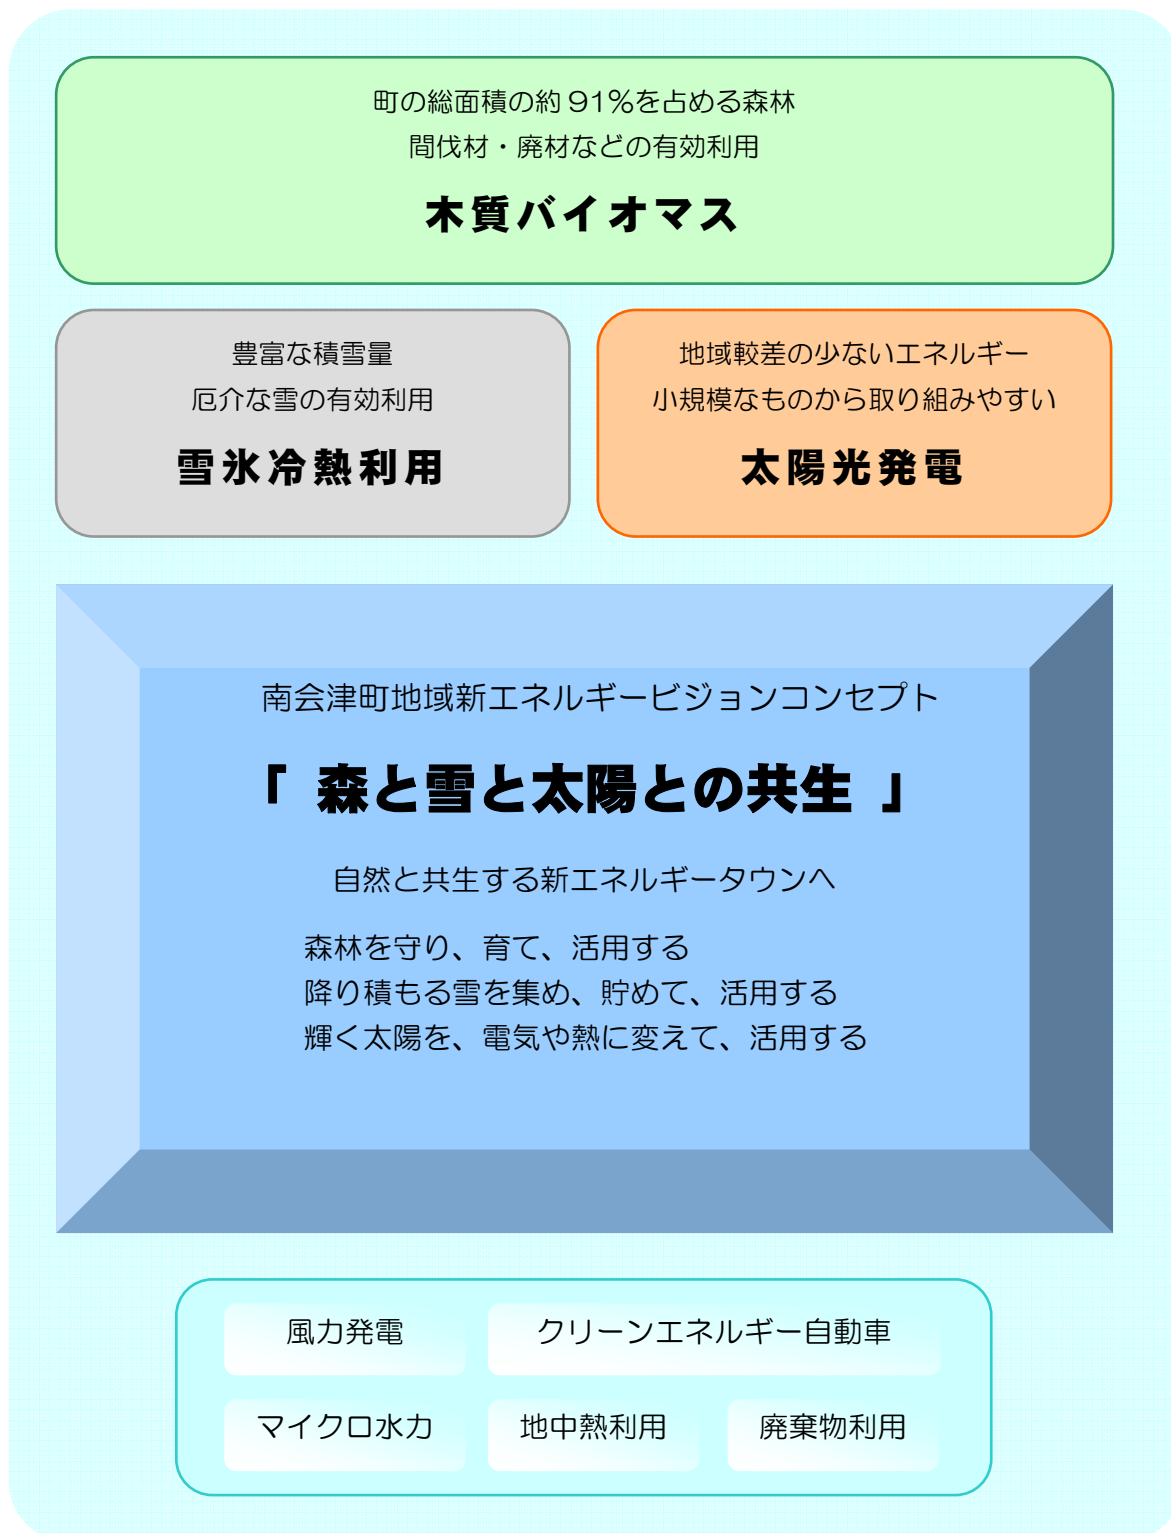 町の総面積の約91%を占める森林
間伐材・廃材などの有効利用
木質バイオマス
豊富な積雪量
厄介な雪の有効利用
雪氷冷熱利用
地域較差の少ないエネルギー
小規模なものから取り組みやすい
太陽光発電
南会津町地域新エネルギービジョンコンセプト
「 森と雪と太陽との共生 」
自然と共生する新エネルギータウンへ
森林を守り、育て、活用する
降り積もる雪を集め、貯めて、活用する
輝く太陽を、電気や熱に変えて、活用する
風力発電
クリーンエネルギー自動車
マイクロ水力
地中熱利用
廃棄物利用